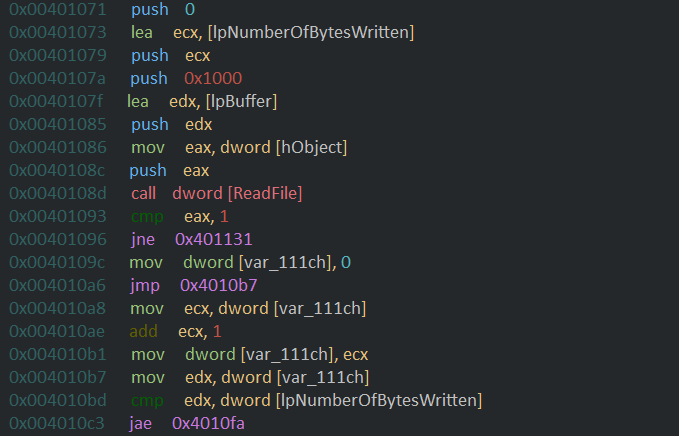 0x00401071 push 0
0x00401073 lea ecx, [lpNumberOfBytesWritten]
0x00401079 push ecx
0x0040107a push 0x1000
0x0040107f lea edx, [lpBuffer]
0x00401085 push edx
0x00401086 mov eax, dword [hObject]
0x0040108c push eax
0x0040108d call dword [ReadFile]
0x00401093 cmp eax, 1
0x00401096 jne 0x401131
0x0040109c mov dword [var_111ch], 0
0x004010a6 jmp 0x4010b7
0x004010a8 mov ecx, dword [var_111ch]
0x004010ae add ecx, 1
0x004010b1 mov dword [var_111ch], ecx
0x004010b7 mov edx, dword [var_111ch]
0x004010bd cmp edx, dword [lpNumberOfBytesWritten]
0x004010c3 jae 0x4010fa